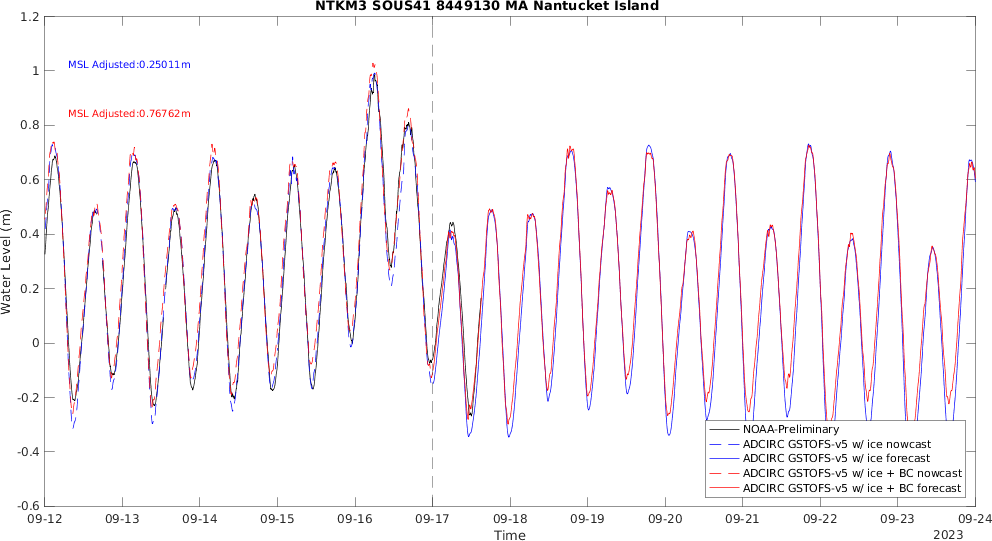 NTKM3 SOUS41 8449130 MA Nantucket Island
1.2
1
0.8
0.6
0.4
0.2
0
-0.2
-0.4
-0.6
Water Level (m)
MSL Adjusted:0.25011m
MSL Adjusted:0.76762m
NOAA-Preliminary
ADCIRC GSTOFS-v5 w/ ice nowcast
ADCIRC GSTOFS-v5 w/ ice forecast
ADCIRC GSTOFS-v5 w/ ice + BC nowcast
ADCIRC GSTOFS-v5 w/ ice + BC forecast
09-12 09-13 09-14 09-15 09-16 09-17 09-18 09-19 09-20 09-21 09-22 09-23 09-24
Time
2023